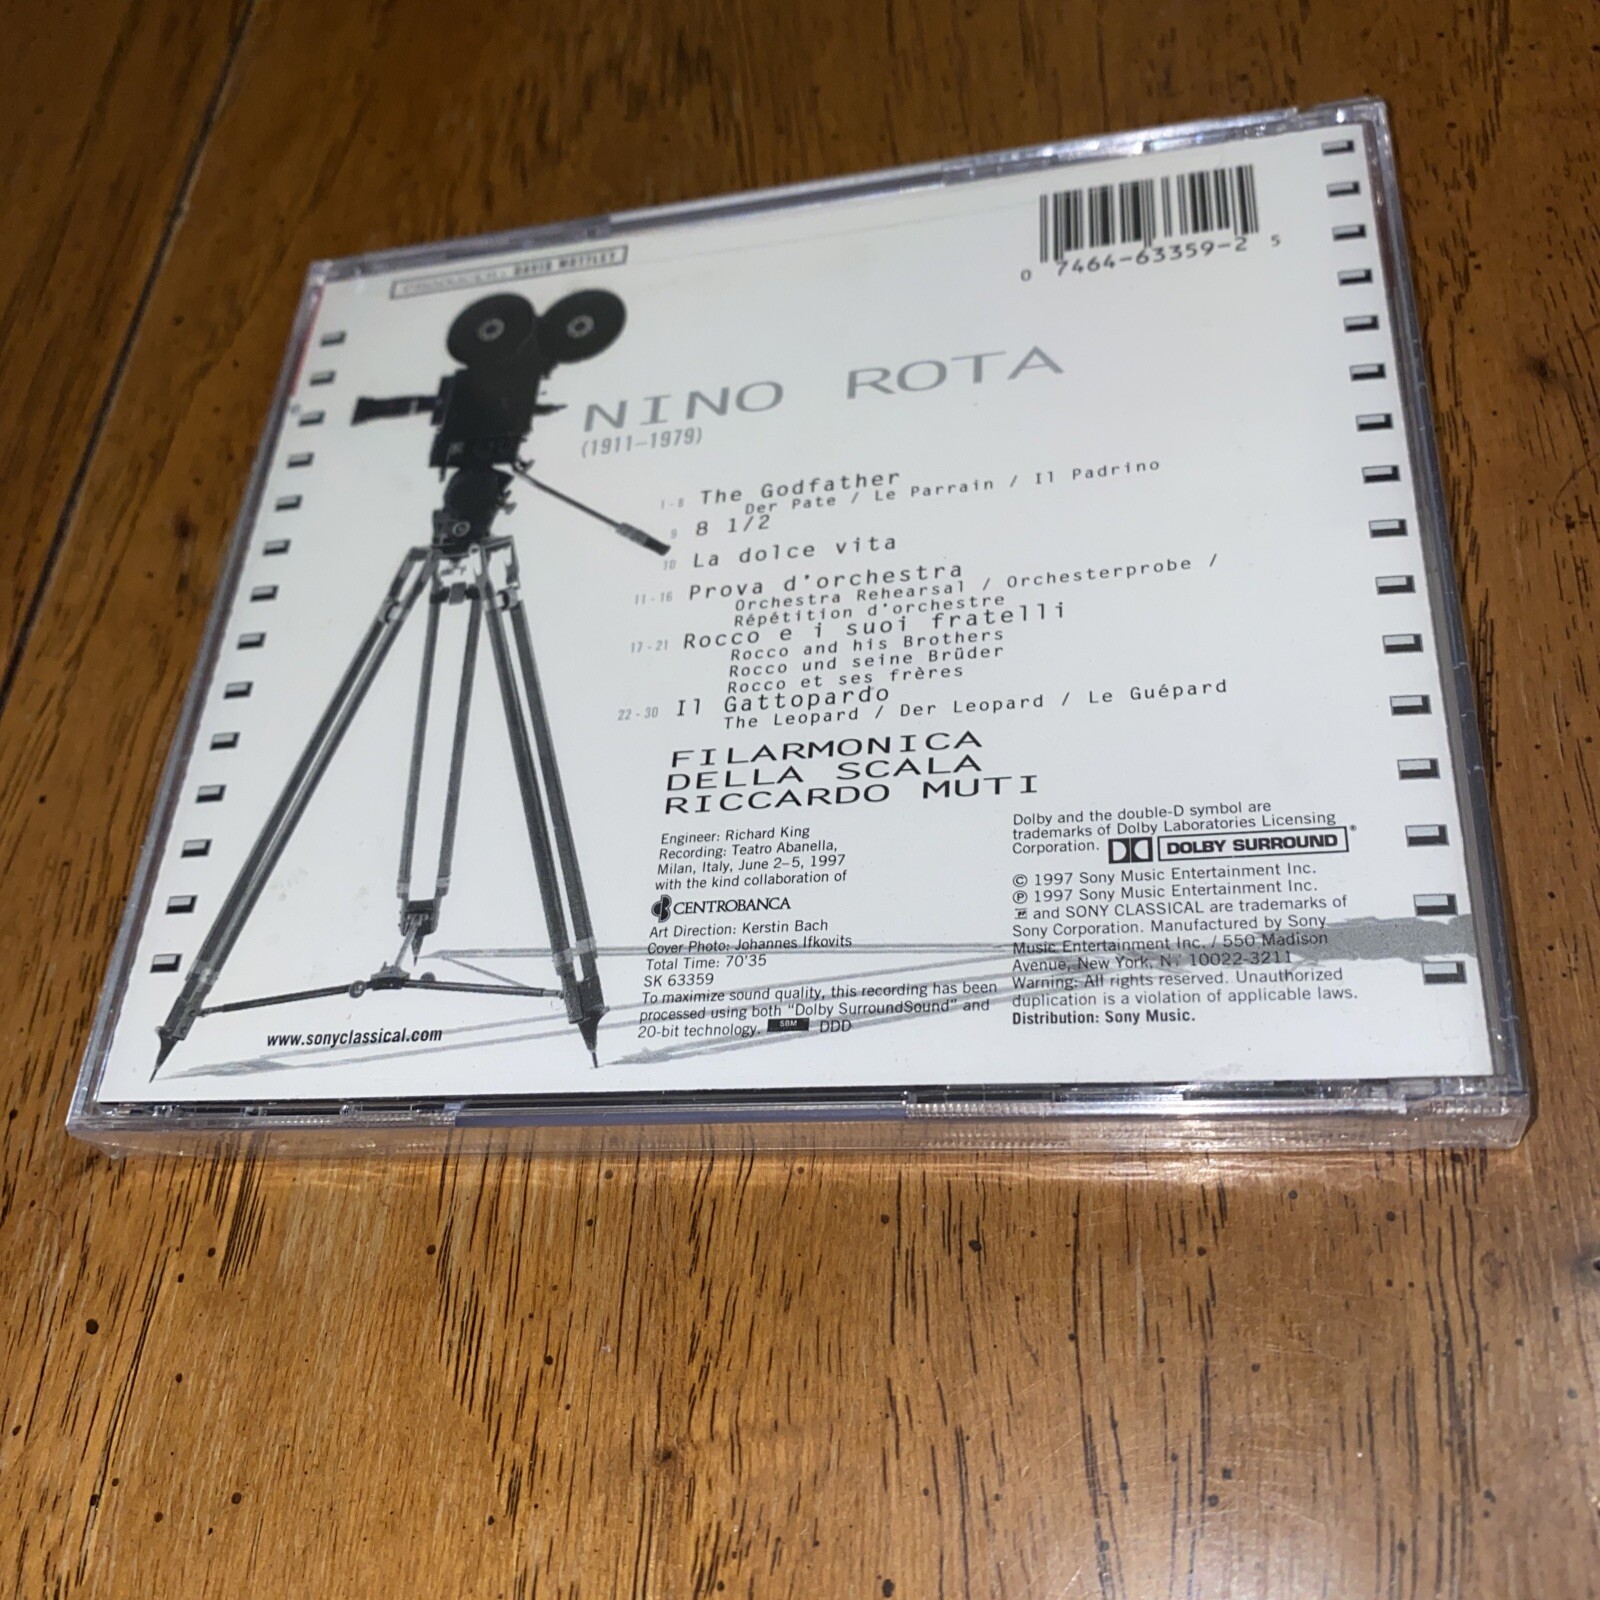 PRODUCER: DAVID MOTTLEY
0 7464-63359-2 5
NINO ROTA
(1911–1979)
1-8 The Godfather
Der Pate / Le Parrain / Il Padrino
9 8 1/2
10 La dolce vita
11-16 Prova d'orchestra
Orchestra Rehearsal / Orchesterprobe /
Répétition d'orchestre
17-21 Rocco e i suoi fratelli
Rocco and his Brothers
Rocco und seine Brüder
Rocco et ses frères
22-30 Il Gattopardo
The Leopard / Der Leopard / Le Guépard
FILARMONICA
DELLA SCALA
RICCARDO MUTI
Engineer: Richard King
Recording: Teatro Abanella,
Milan, Italy, June 2–5, 1997
with the kind collaboration of
CENTROBANCA
Art Direction: Kerstin Bach
Cover Photo: Johannes Ifkovits
Total Time: 70'35
SK 63359
To maximize sound quality, this recording has been
processed using both "Dolby SurroundSound" and
20-bit technology. SBM DDD
Dolby and the double-D symbol are
trademarks of Dolby Laboratories Licensing
Corporation. DOLBY SURROUND®
© 1997 Sony Music Entertainment Inc.
℗ 1997 Sony Music Entertainment Inc.
and SONY CLASSICAL are trademarks of
Sony Corporation. Manufactured by Sony
Music Entertainment Inc. / 550 Madison
Avenue, New York, NY 10022-3211
Warning: All rights reserved. Unauthorized
duplication is a violation of applicable laws.
Distribution: Sony Music.
www.sonyclassical.com